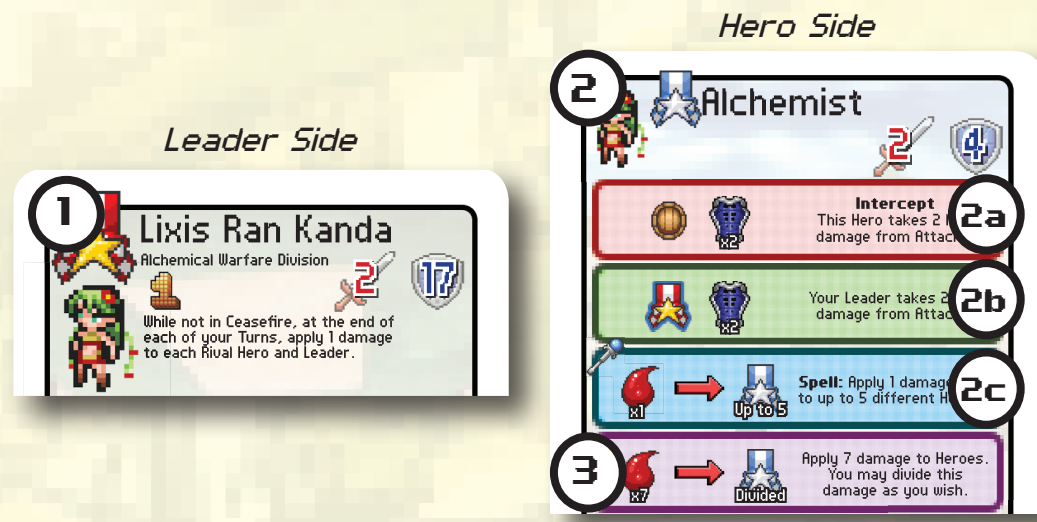 Hero Side
Leader Side
1
Lixis Ran Kanda
Alchemical Warfare Division
1
2
17
While not in Ceasefire, at the end of
each of your Turns, apply 1 damage
to each Rival Hero and Leader.
2
Alchemist
2
4
x2
Intercept
This Hero takes 2
damage from Attac
2a
x2
Your Leader takes 2
damage from Attac
2b
x1
Up to 5
Spell: Apply 1 damage
to up to 5 different H
2c
3
x7
Divided
Apply 7 damage to Heroes.
You may divide this
damage as you wish.